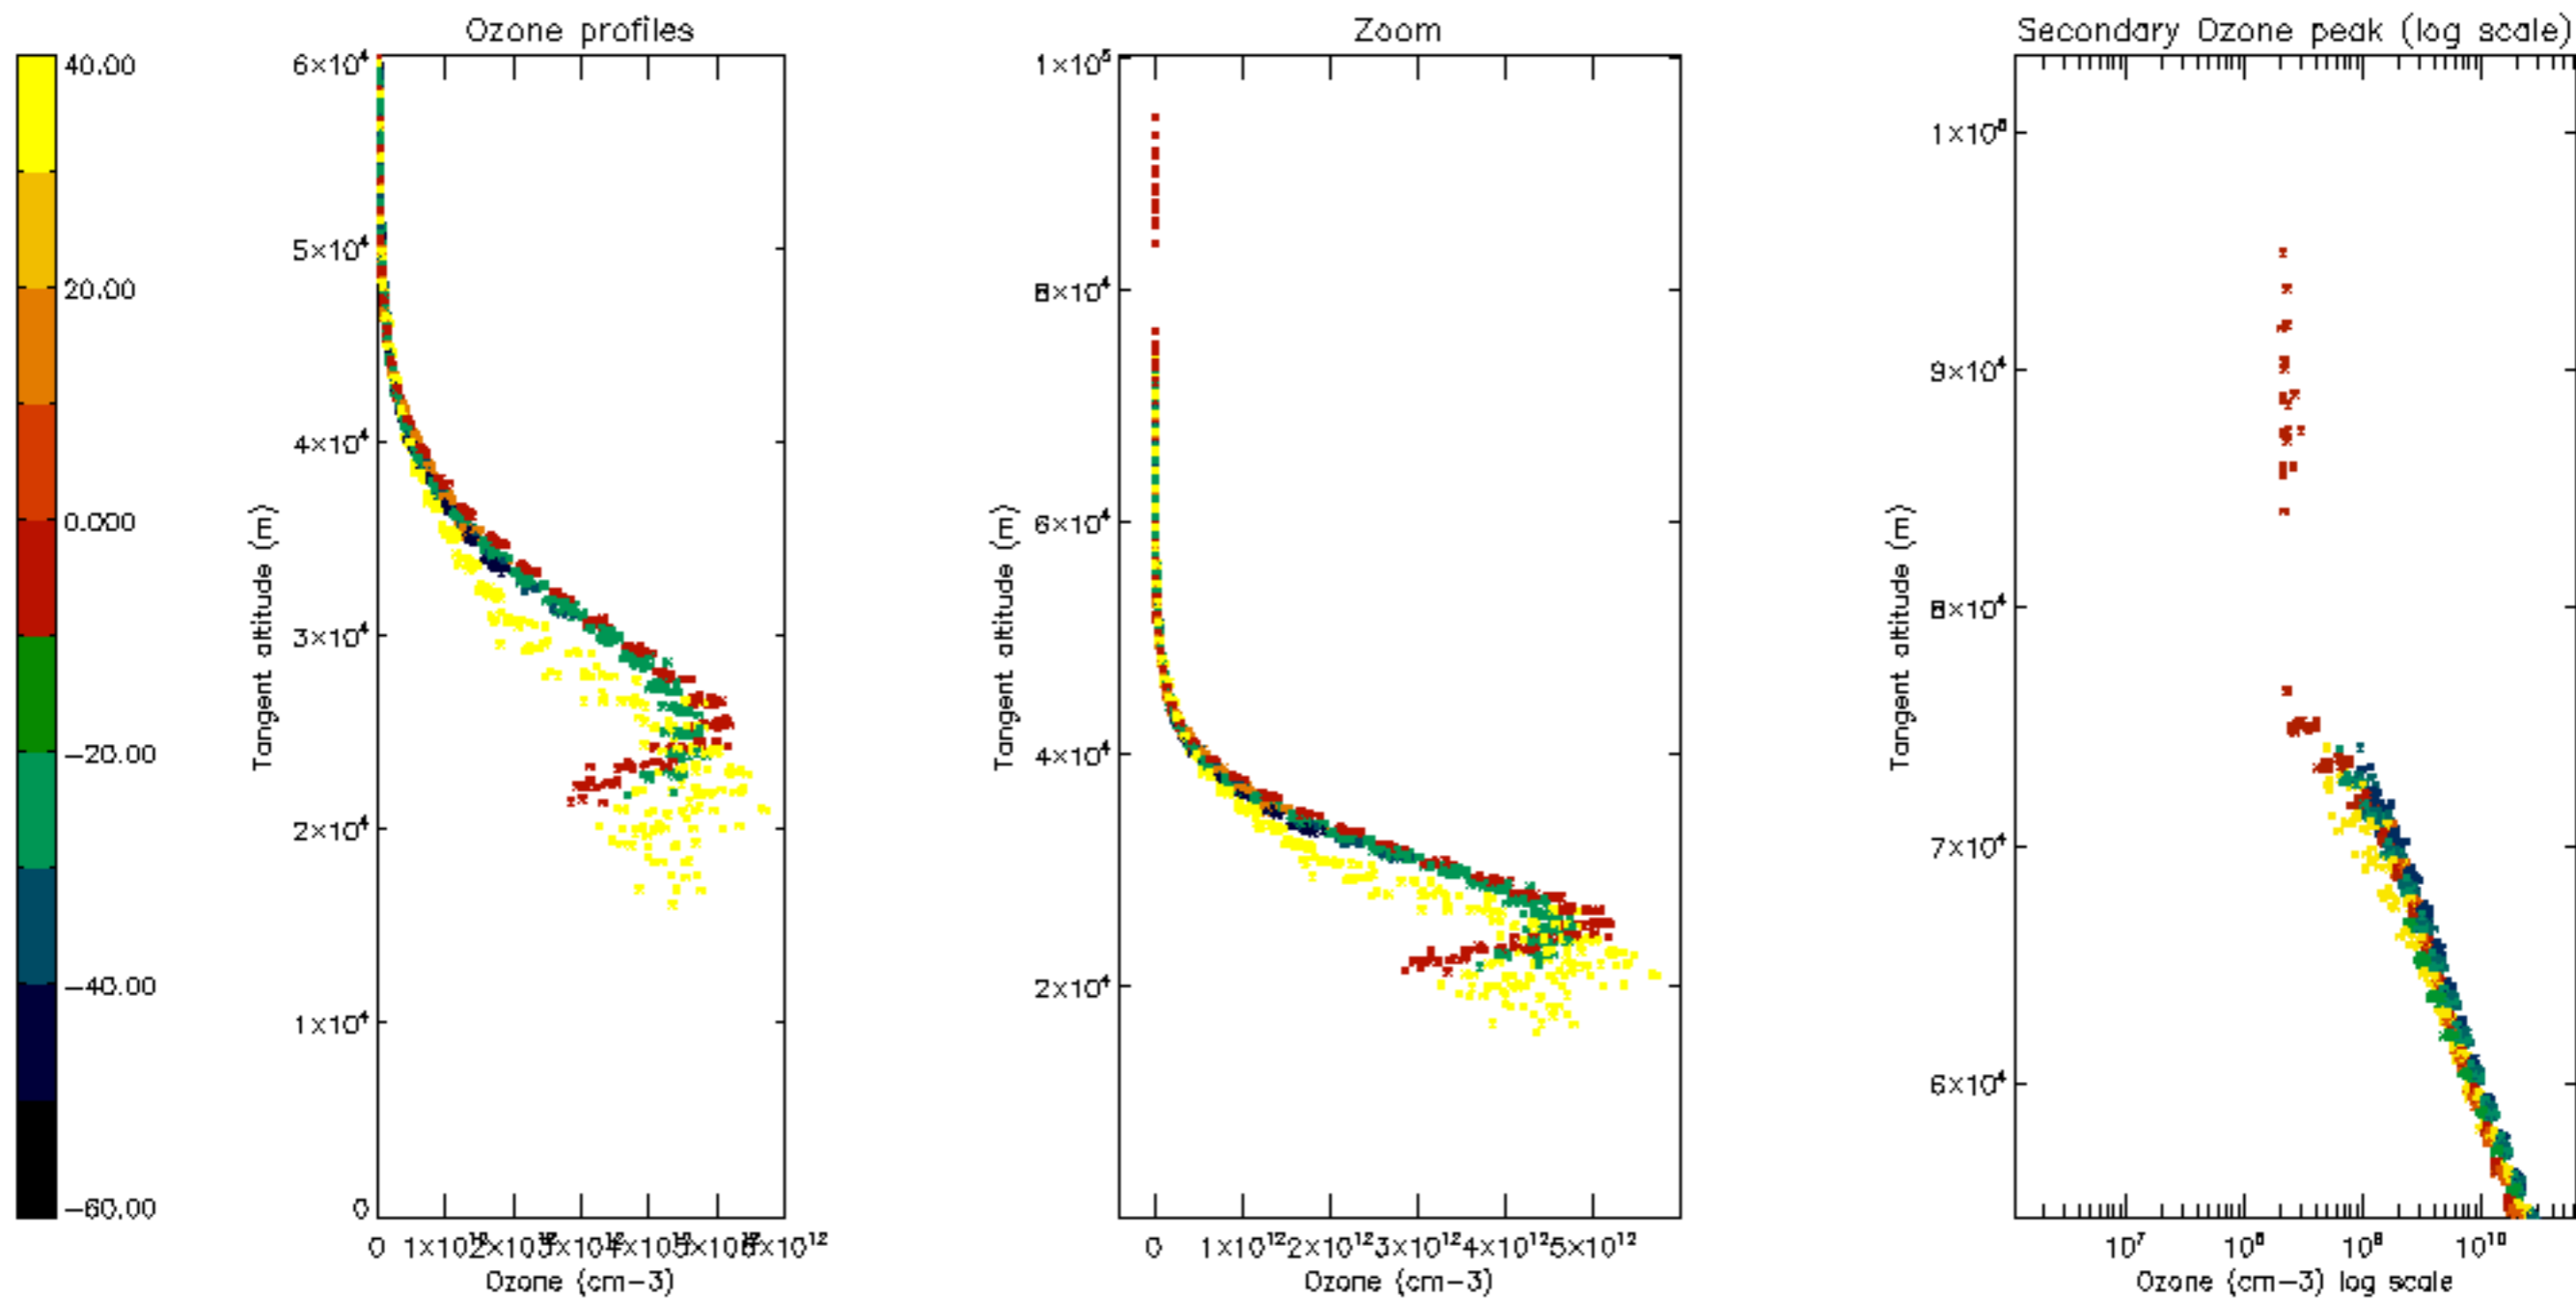 Ozone profiles
Zoom
Secondary Ozone peak (log scale)
40.00
20.00
0.000
−20.00
−40.00
−60.00
6×10⁴
5×10⁴
4×10⁴
3×10⁴
2×10⁴
1×10⁴
0
Tangent altitude (m)
0
Ozone (cm−3)
1×10⁵
8×10⁴
6×10⁴
4×10⁴
2×10⁴
Tangent altitude (m)
0 1×10¹² 2×10¹² 3×10¹² 4×10¹² 5×10¹²
Ozone (cm−3)
9×10⁴
8×10⁴
7×10⁴
6×10⁴
Tangent altitude (m)
10⁷ 10⁸ 10⁹ 10¹⁰
Ozone (cm−3) log scale